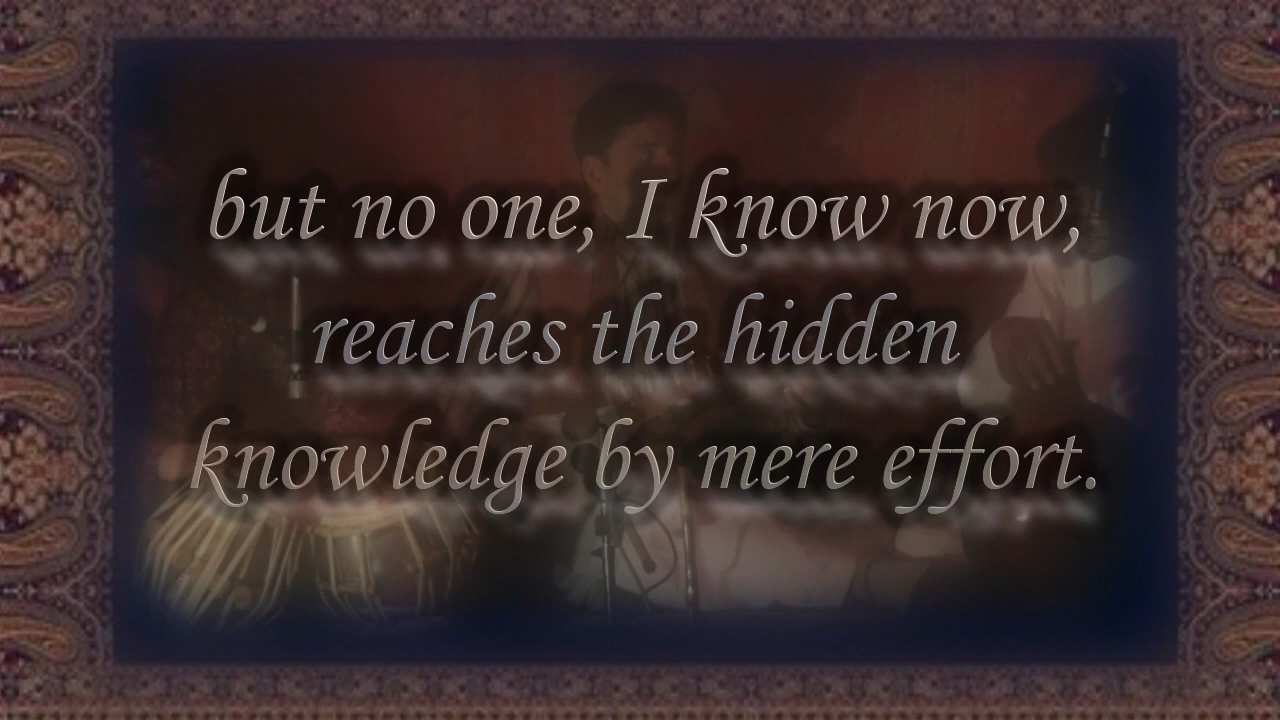 but no one, I know now,
reaches the hidden
knowledge by mere effort.